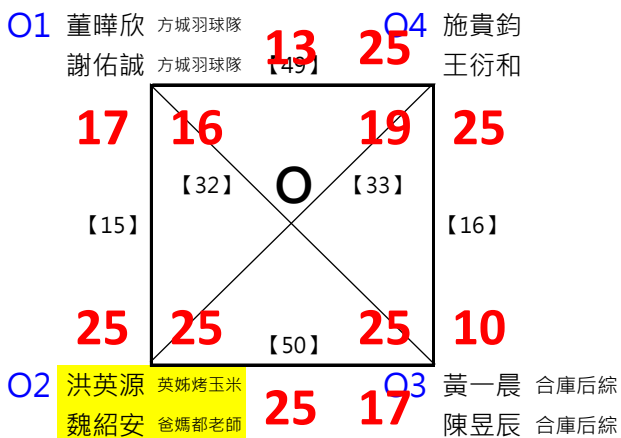 O1 董曄欣 方城羽球隊
謝佑誠 方城羽球隊
O4 施貴鈞
王衍和
13 【49】 25
17 16 19 25
【32】 O 【33】
【15】 【16】
25 25 25 10
【50】
25 17
O2 洪英源 英姊烤玉米
魏紹安 爸媽都老師
O3 黃一晨 合庫后綜
陳昱辰 合庫后綜